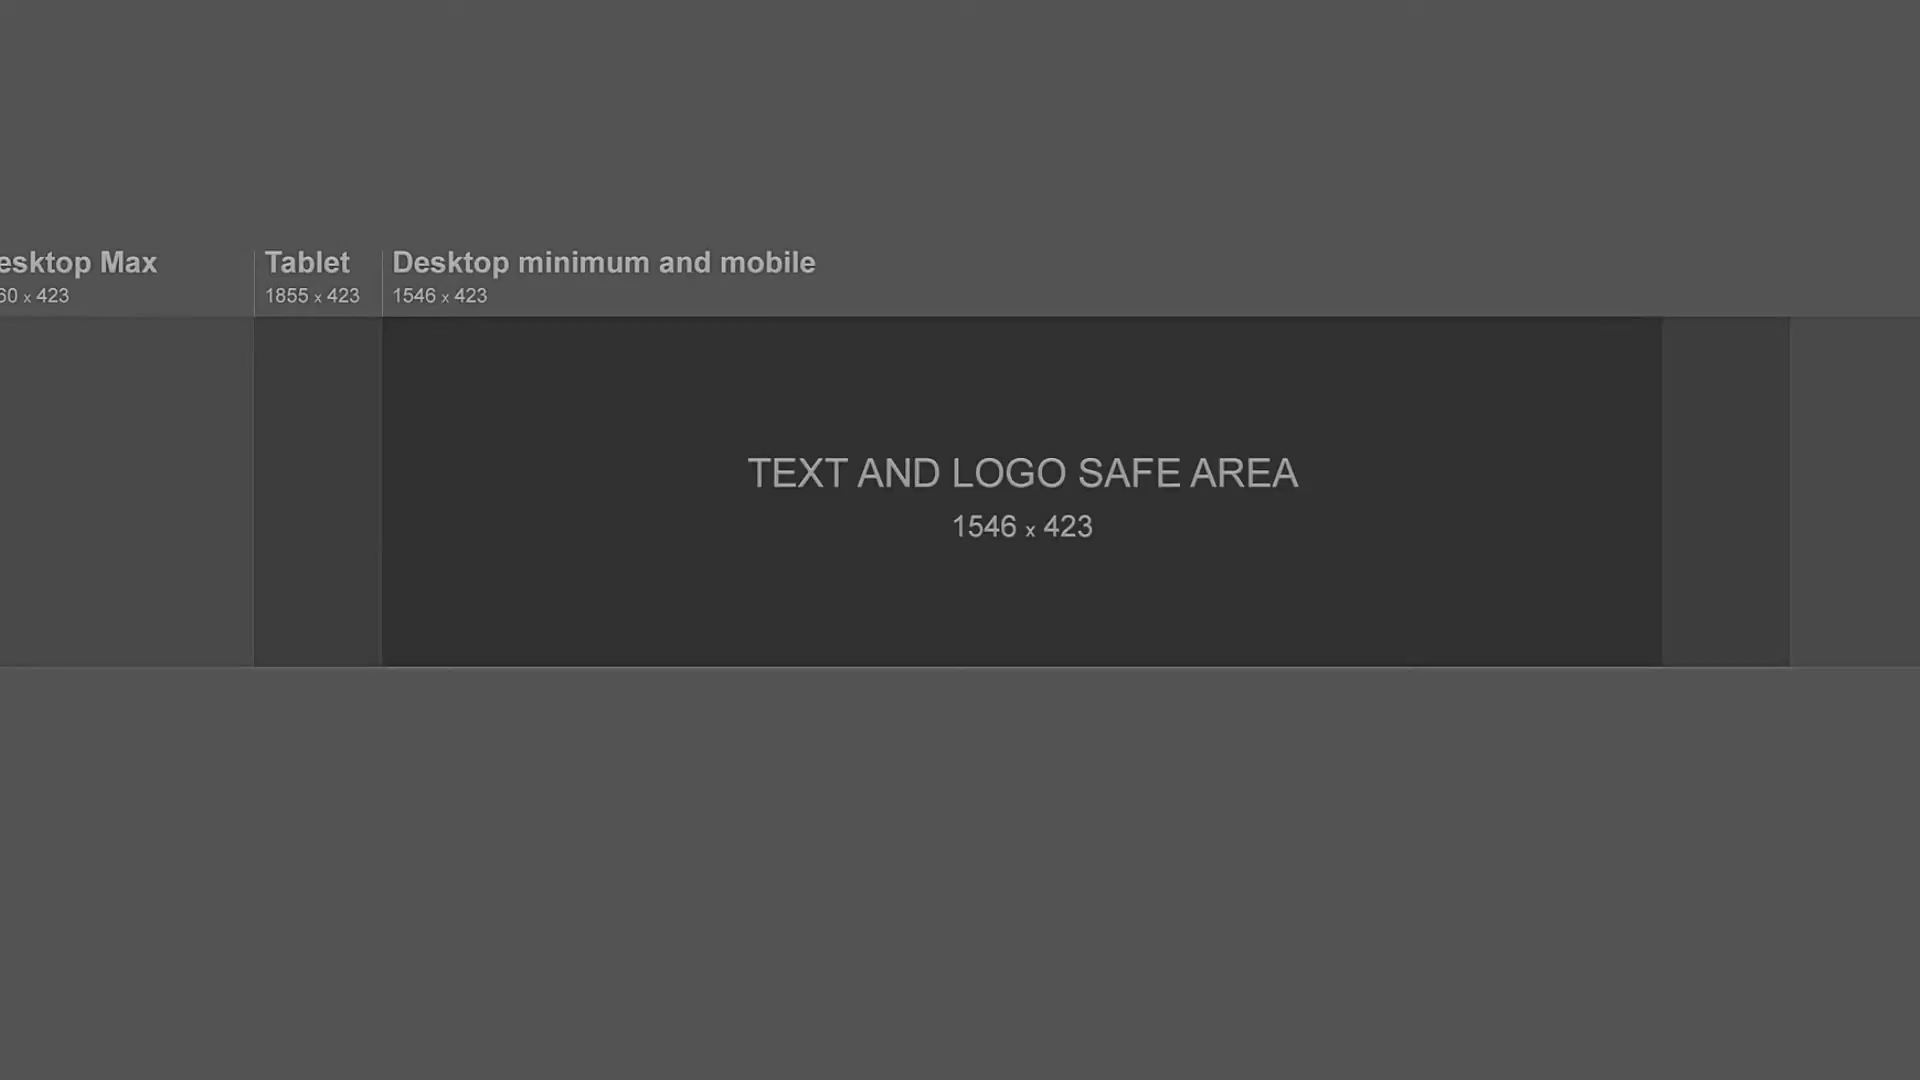 esktop Max
60 x 423
Tablet
1855 x 423
Desktop minimum and mobile
1546 x 423
TEXT AND LOGO SAFE AREA
1546 x 423